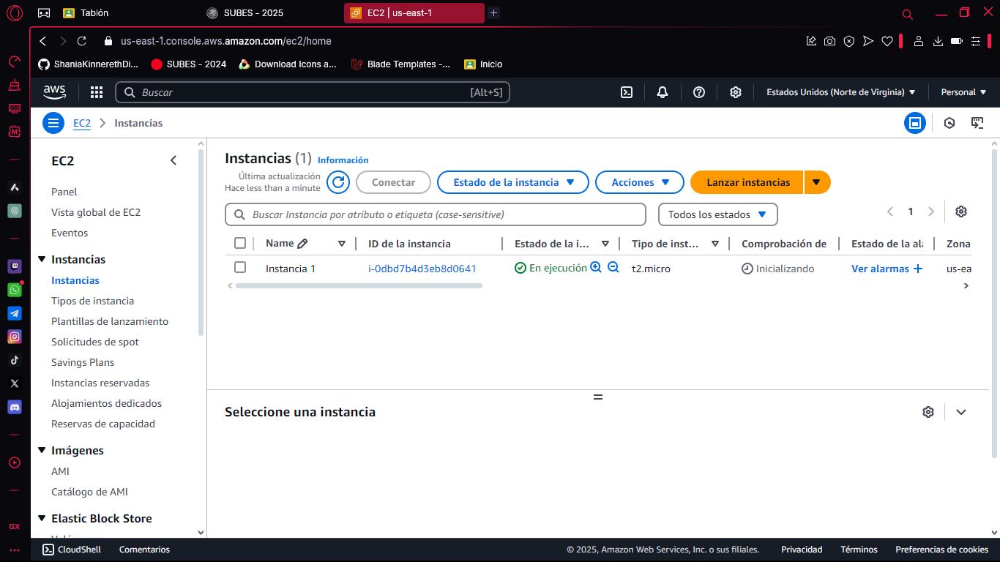 Tablón
SUBES - 2025
EC2 | us-east-1
us-east-1.console.aws.amazon.com/ec2/home
ShaniaKinnerethDi...
SUBES - 2024
Download Icons a...
Blade Templates -...
Inicio
aws
Buscar
[Alt+S]
Estados Unidos (Norte de Virginia)
Personal
EC2
Instancias
EC2
Panel
Vista global de EC2
Eventos
Instancias
Instancias
Tipos de instancia
Plantillas de lanzamiento
Solicitudes de spot
Savings Plans
Instancias reservadas
Alojamientos dedicados
Reservas de capacidad
Imágenes
AMI
Catálogo de AMI
Elastic Block Store
Instancias (1) Información
Última actualización
Hace less than a minute
Conectar
Estado de la instancia
Acciones
Lanzar instancias
Buscar Instancia por atributo o etiqueta (case-sensitive)
Todos los estados
1
Name
ID de la instancia
Estado de la i...
Tipo de inst...
Comprobación de
Estado de la ala
Zona
Instancia 1
i-0dbd7b4d3eb8d0641
En ejecución
t2.micro
Inicializando
Ver alarmas
us-ea
Seleccione una instancia
GX
CloudShell
Comentarios
© 2025, Amazon Web Services, Inc. o sus filiales.
Privacidad
Términos
Preferencias de cookies